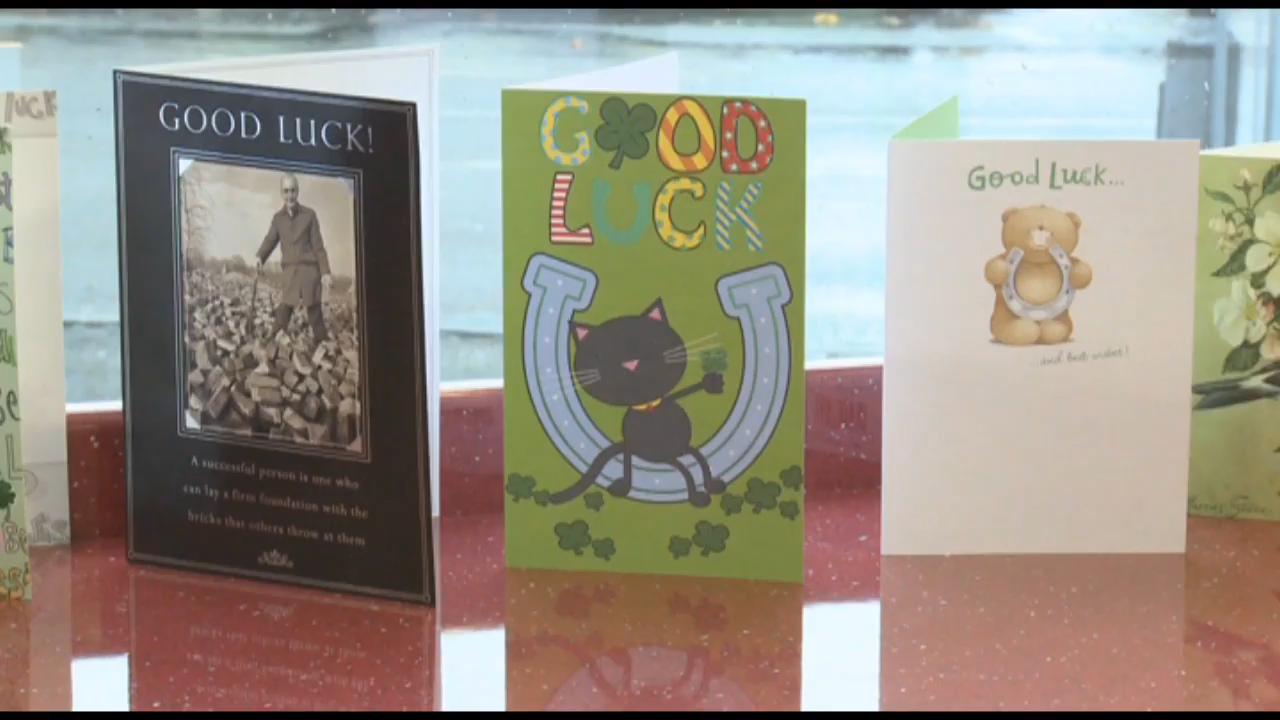 luck
GOOD LUCK!
A successful person is one who
can lay a firm foundation with the
bricks that others throw at them
GOOD
LUCK
Good Luck...
...and best wishes!